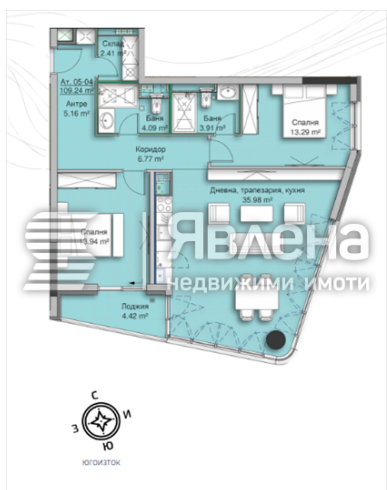 Склад
2.41 m²
Ат. 05-04
109.24 m²
Антре
5.16 m²
Баня
4.09 m²
Баня
3.91 m²
Спалня
13.29 m²
Коридор
6.77 m²
Дневна, трапезария, кухня
35.98 m²
Спалня
13.94 m²
Явлена
недвижими имоти
Лоджия
4.42 m²
С
З
И
Ю
югоизток